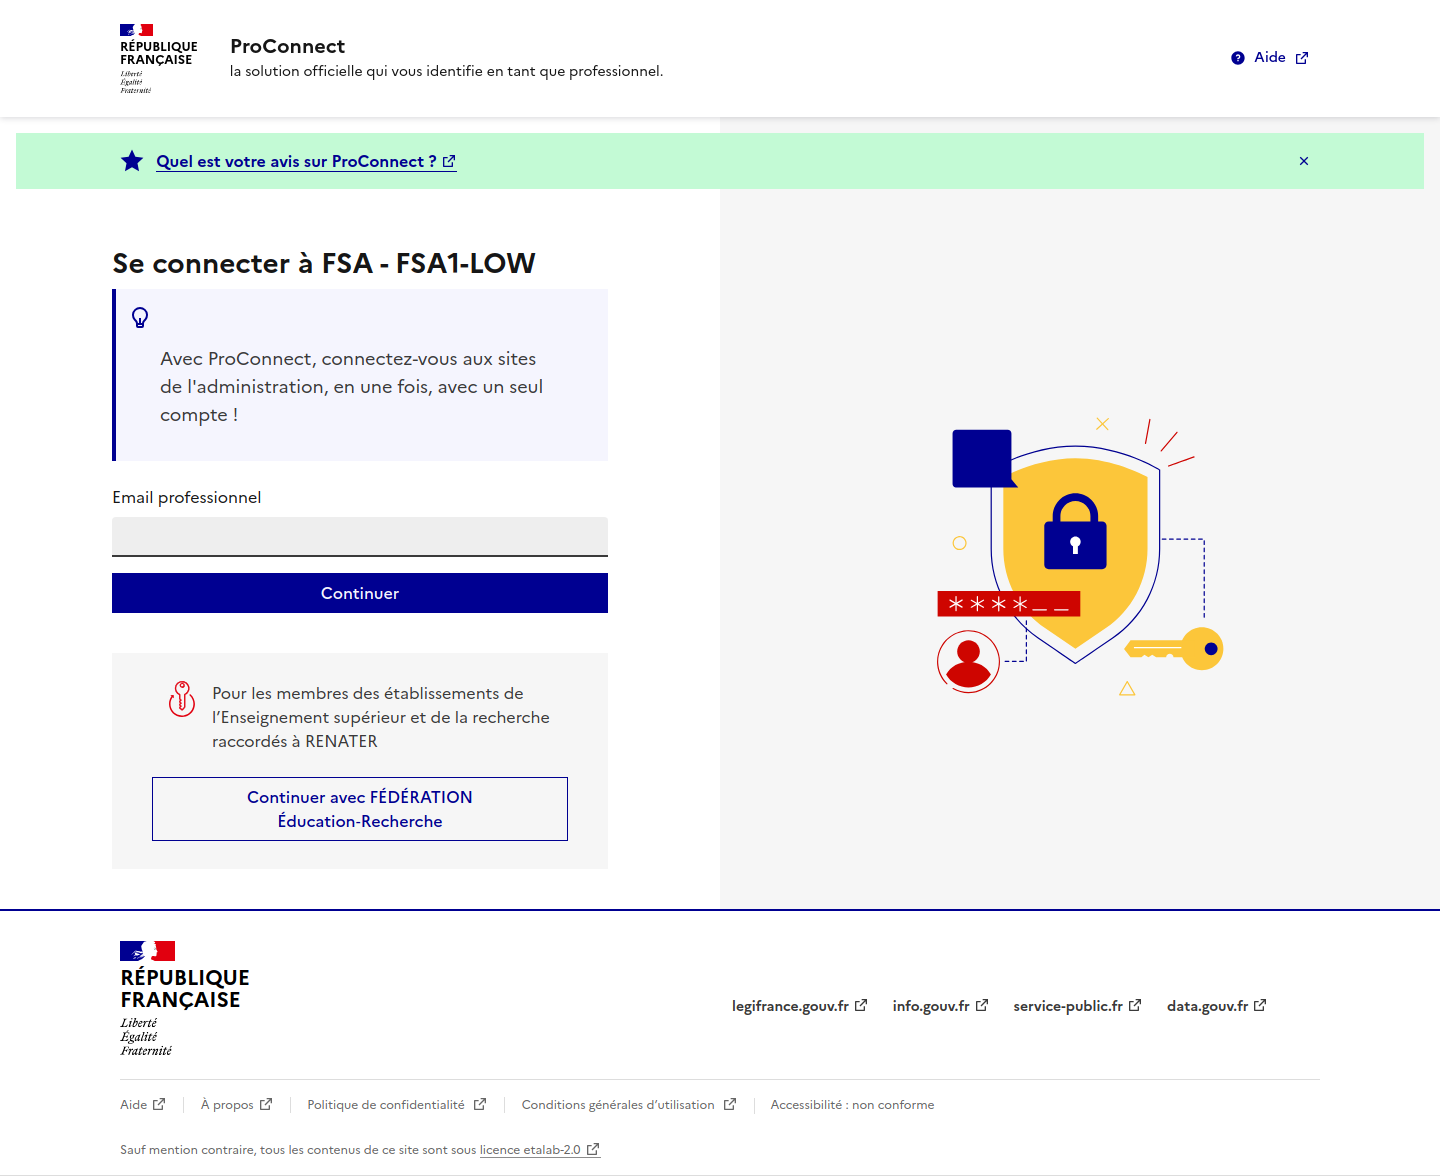 RÉPUBLIQUE
FRANÇAISE
Liberté
Égalité
Fraternité
ProConnect
la solution officielle qui vous identifie en tant que professionnel.
Aide
Quel est votre avis sur ProConnect ?
Se connecter à FSA - FSA1-LOW
Avec ProConnect, connectez-vous aux sites
de l'administration, en une fois, avec un seul
compte !
Email professionnel
Continuer
Pour les membres des établissements de
l’Enseignement supérieur et de la recherche
raccordés à RENATER
Continuer avec FÉDÉRATION
Éducation-Recherche
****__
RÉPUBLIQUE
FRANÇAISE
Liberté
Égalité
Fraternité
legifrance.gouv.fr info.gouv.fr service-public.fr data.gouv.fr
Aide À propos Politique de confidentialité Conditions générales d’utilisation Accessibilité : non conforme
Sauf mention contraire, tous les contenus de ce site sont sous licence etalab-2.0